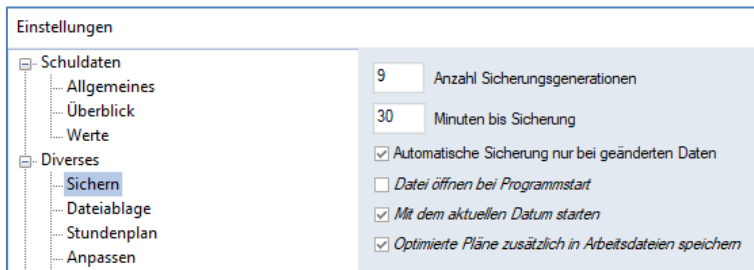 Einstellungen
Schuldaten
Allgemeines
Überblick
Werte
Diverses
Sichern
Dateiablage
Stundenplan
Anpassen
9 Anzahl Sicherungsgenerationen
30 Minuten bis Sicherung
Automatische Sicherung nur bei geänderten Daten
Datei öffnen bei Programmstart
Mit dem aktuellen Datum starten
Optimierte Pläne zusätzlich in Arbeitsdateien speichern